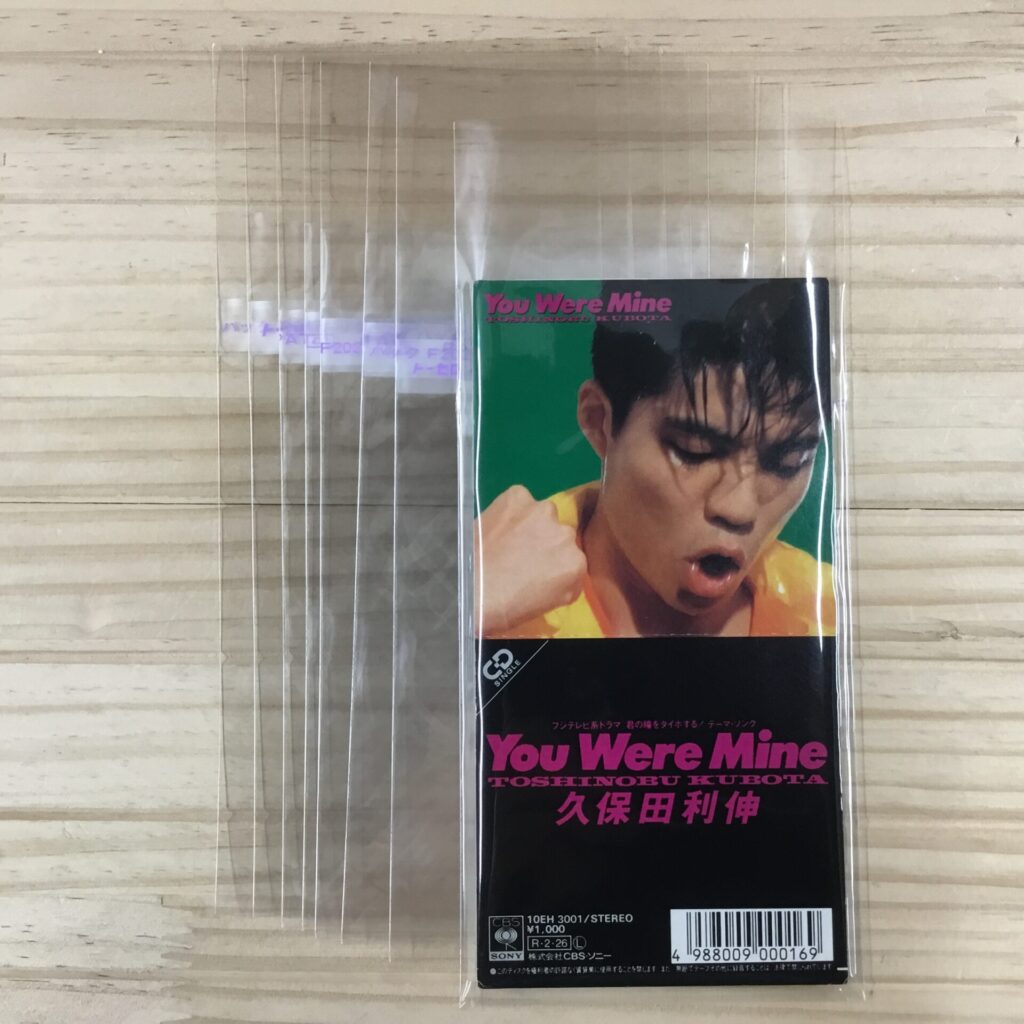 You Were Mine
TOSHINOBU KUBOTA
CD
SINGLE
フジテレビ系ドラマ 君の瞳をタイホする! テーマ・ソング
You Were Mine
TOSHINOBU KUBOTA
久保田利伸
CBS
SONY
10EH 3001/STEREO
¥1,000
R・2・26 L
株式会社CBS・ソニー
4 988009 000169